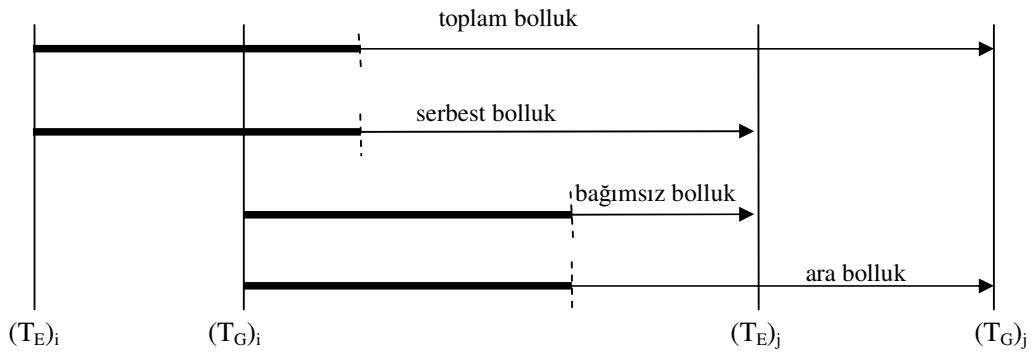 toplam bolluk
serbest bolluk
bağımsız bolluk
ara bolluk
(T_E)_i (T_G)_i (T_E)_j (T_G)_j